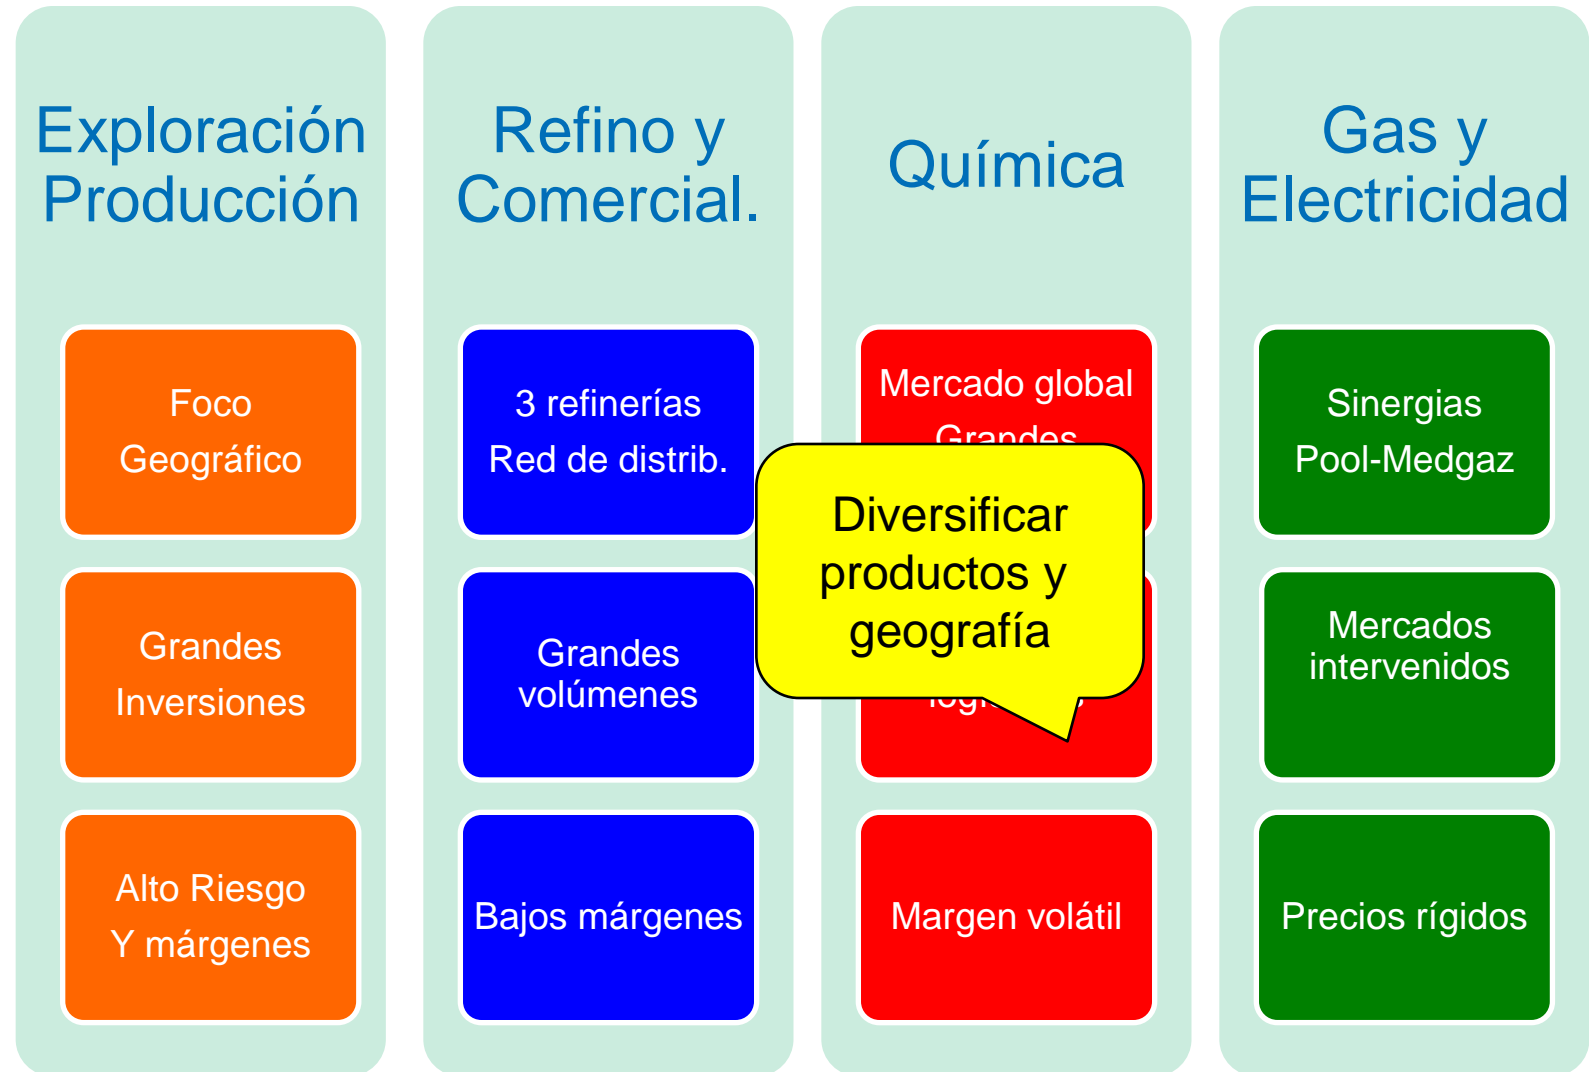 Exploración
Producción
Foco
Geográfico
Grandes
Inversiones
Alto Riesgo
Y márgenes
Refino y
Comercial.
3 refinerías
Red de distrib.
Grandes
volúmenes
Bajos márgenes
Química
Mercado global
Grandes
Diversificar
productos y
geografía
Margen volátil
Gas y
Electricidad
Sinergias
Pool-Medgaz
Mercados
intervenidos
Precios rígidos